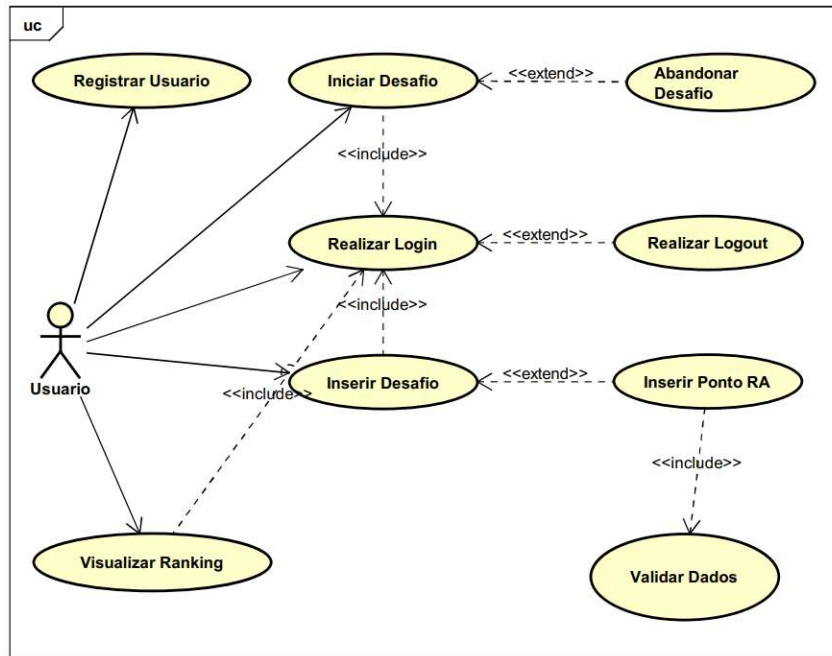 uc
Registrar Usuario
Iniciar Desafio
<<extend>>
Abandonar
Desafio
<<include>>
Realizar Login
<<extend>>
Realizar Logout
<<include>>
Usuario
<<include>>
Inserir Desafio
<<extend>>
Inserir Ponto RA
<<include>>
Visualizar Ranking
Validar Dados